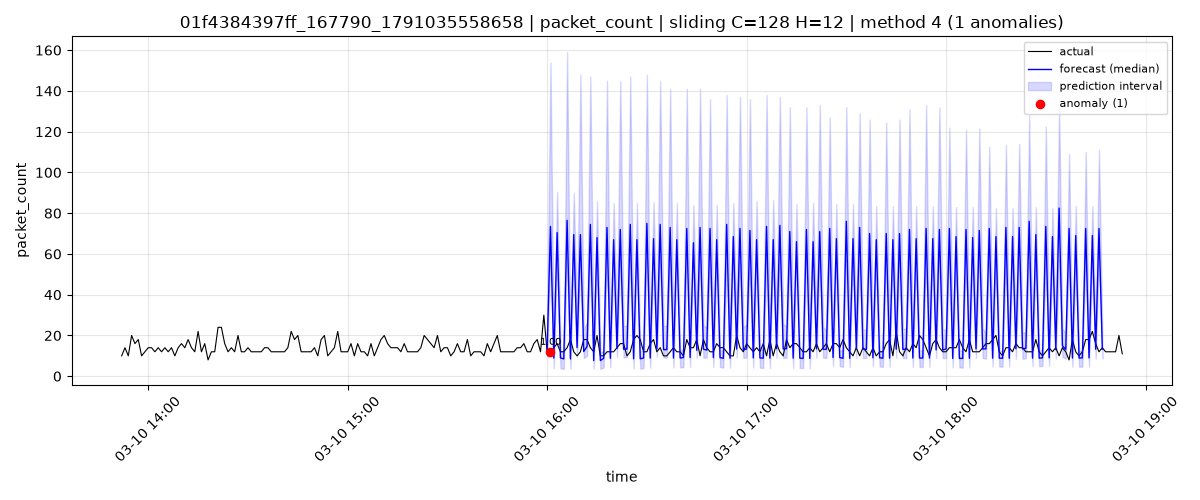 01f4384397ff_167790_1791035558658 | packet_count | sliding C=128 H=12 | method 4 (1 anomalies)
packet_count
160
140
120
100
80
60
40
20
0
actual
forecast (median)
prediction interval
anomaly (1)
03-10 14:00
03-10 15:00
03-10 16:00
03-10 17:00
03-10 18:00
03-10 19:00
time